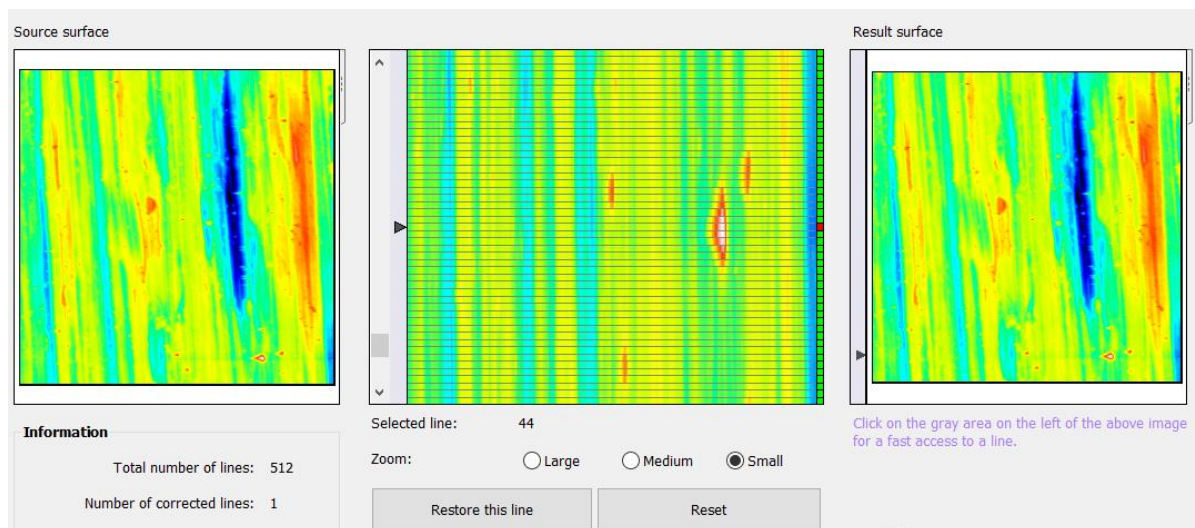 Source surface
Result surface
Selected line: 44
Click on the gray area on the left of the above image
for a fast access to a line.
Information
Zoom: Large Medium Small
Total number of lines: 512
Number of corrected lines: 1
Restore this line Reset